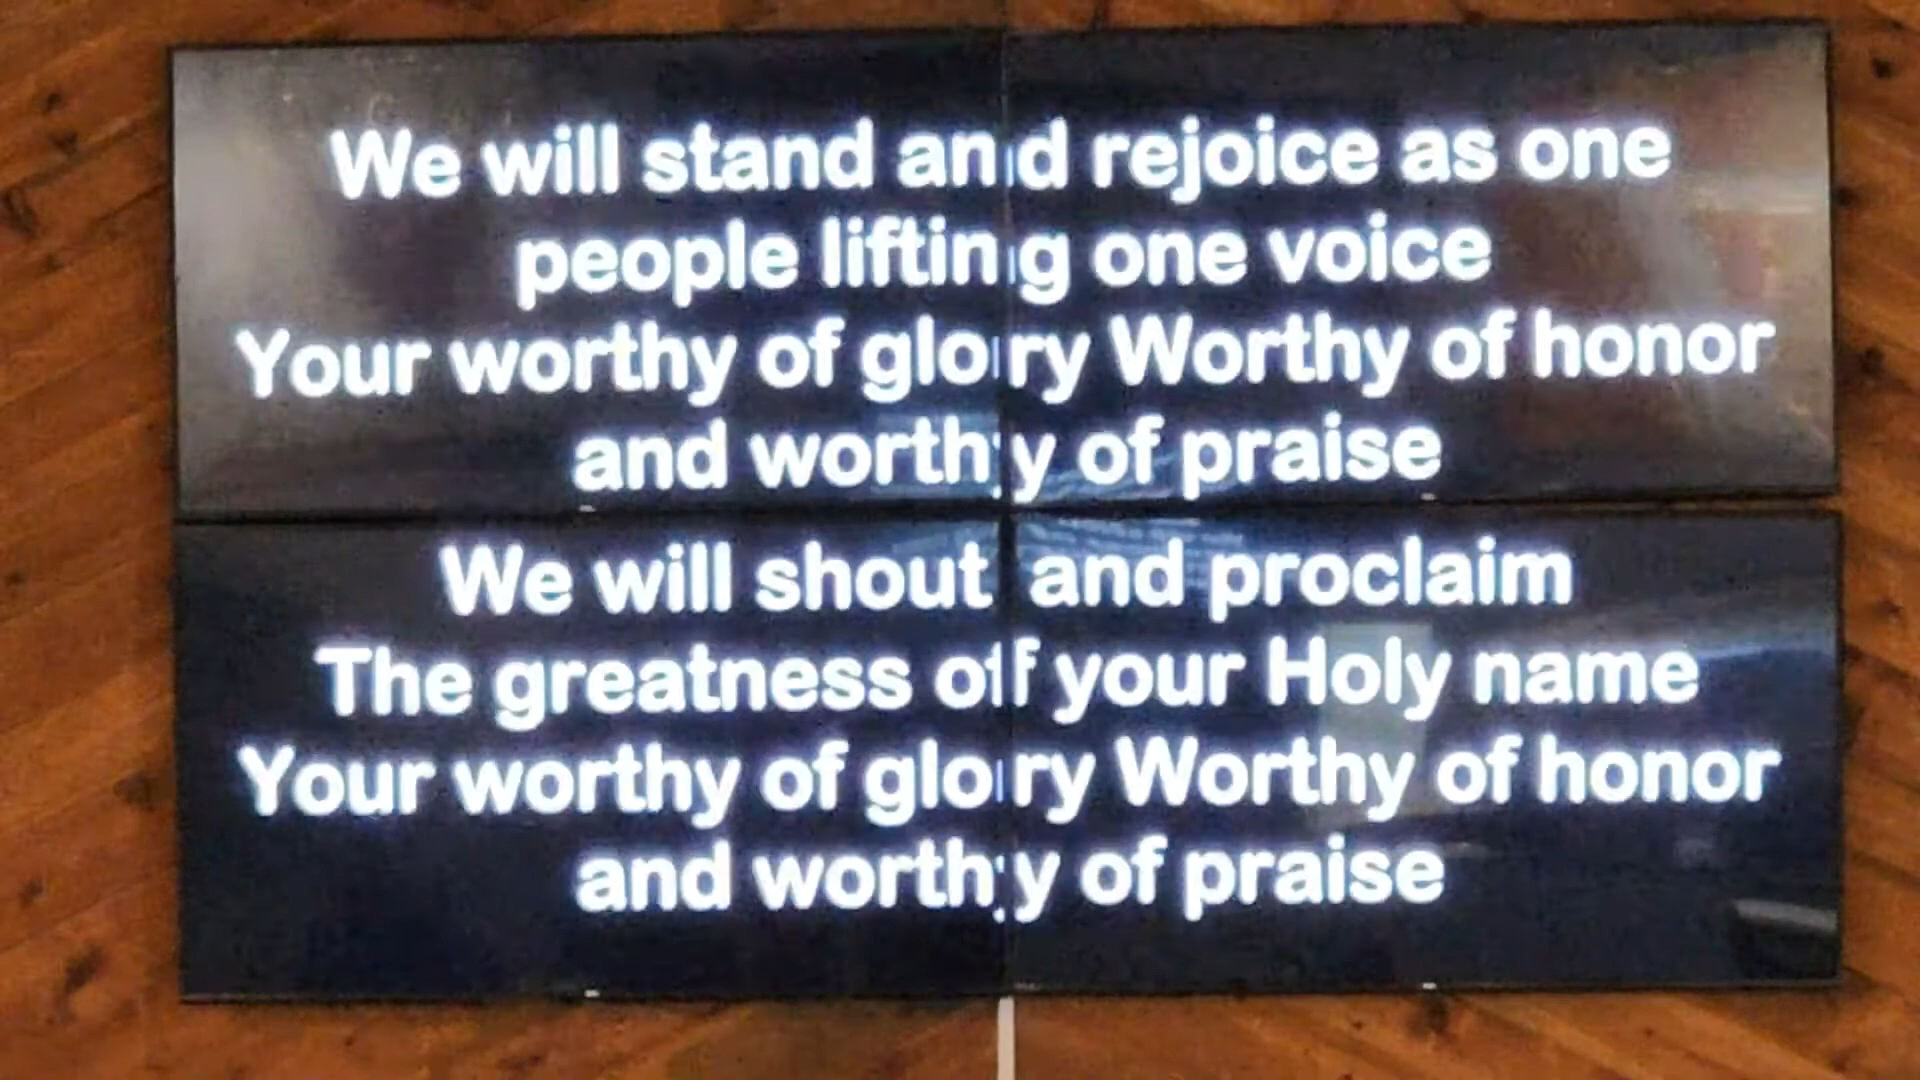 We will stand and rejoice as one
people lifting one voice
Your worthy of glory Worthy of honor
and worthy of praise
We will shout and proclaim
The greatness of your Holy name
Your worthy of glory Worthy of honor
and worthy of praise